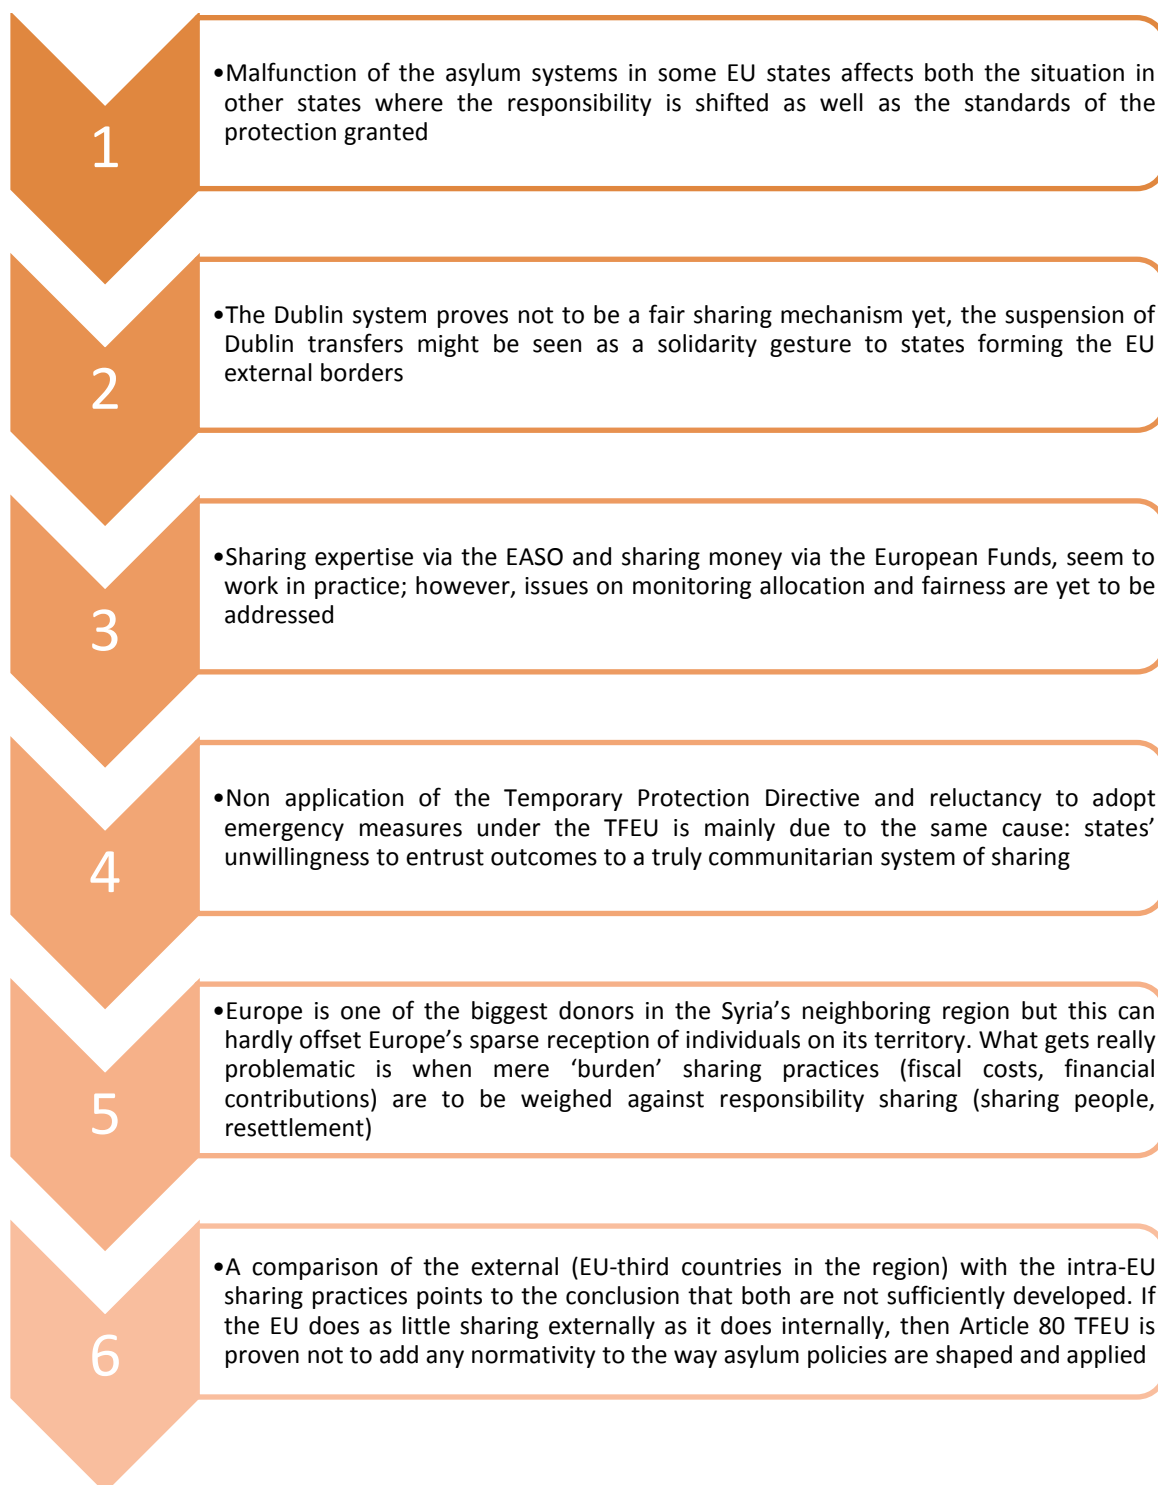 1
•Malfunction of the asylum systems in some EU states affects both the situation in
other states where the responsibility is shifted as well as the standards of the
protection granted
2
•The Dublin system proves not to be a fair sharing mechanism yet, the suspension of
Dublin transfers might be seen as a solidarity gesture to states forming the EU
external borders
3
•Sharing expertise via the EASO and sharing money via the European Funds, seem to
work in practice; however, issues on monitoring allocation and fairness are yet to be
addressed
4
•Non application of the Temporary Protection Directive and reluctancy to adopt
emergency measures under the TFEU is mainly due to the same cause: states’
unwillingness to entrust outcomes to a truly communitarian system of sharing
5
•Europe is one of the biggest donors in the Syria’s neighboring region but this can
hardly offset Europe’s sparse reception of individuals on its territory. What gets really
problematic is when mere ‘burden’ sharing practices (fiscal costs, financial
contributions) are to be weighed against responsibility sharing (sharing people,
resettlement)
6
•A comparison of the external (EU-third countries in the region) with the intra-EU
sharing practices points to the conclusion that both are not sufficiently developed. If
the EU does as little sharing externally as it does internally, then Article 80 TFEU is
proven not to add any normativity to the way asylum policies are shaped and applied